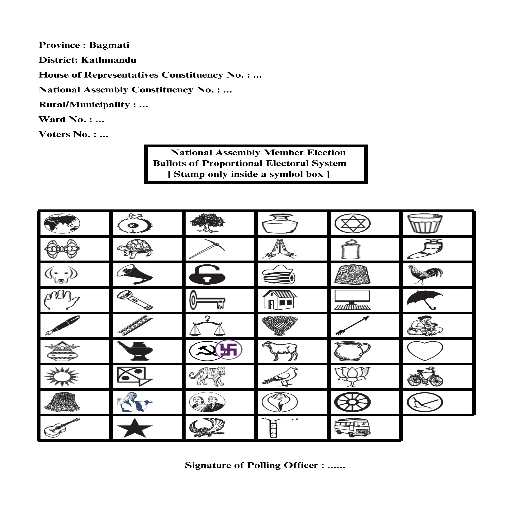 Province : Bagmati
District: Kathmandu
House of Representatives Constituency No. : ...
National Assembly Constituency No. : ...
Rural/Municipality : ...
Ward No. : ...
Voters No. : ...
National Assembly Member Election
Ballots of Proportional Electoral System
[ Stamp only inside a symbol box ]
Signature of Polling Officer : ......